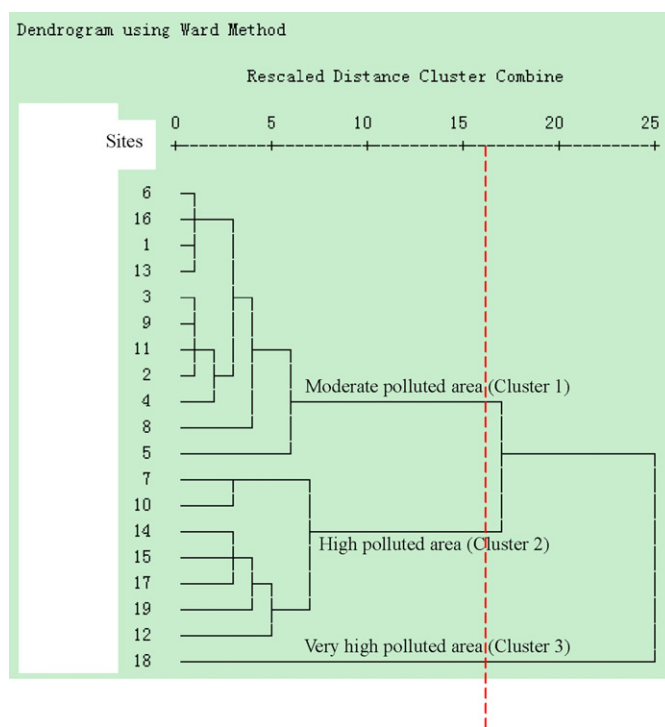 Dendrogram using Ward Method
Rescaled Distance Cluster Combine
0 5 10 15 20 25
Sites
6
16
1
13
3
9
11
2
Moderate polluted area (Cluster 1)
4
8
5
7
10
14
High polluted area (Cluster 2)
15
17
19
12
Very high polluted area (Cluster 3)
18